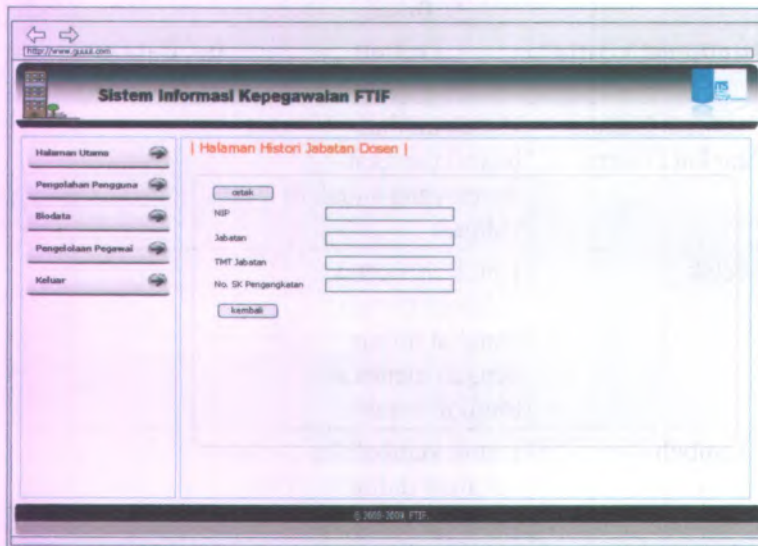 http://www.guuul.com
Sistem Informasi Kepegawaian FTIF
ITS
Halaman Utama
Pengolahan Pengguna
Biodata
Pengelolaan Pegawai
Keluar
| Halaman Histori Jabatan Dosen |
cetak
NIP
Jabatan
TMT Jabatan
No. SK Pengangkatan
kembali